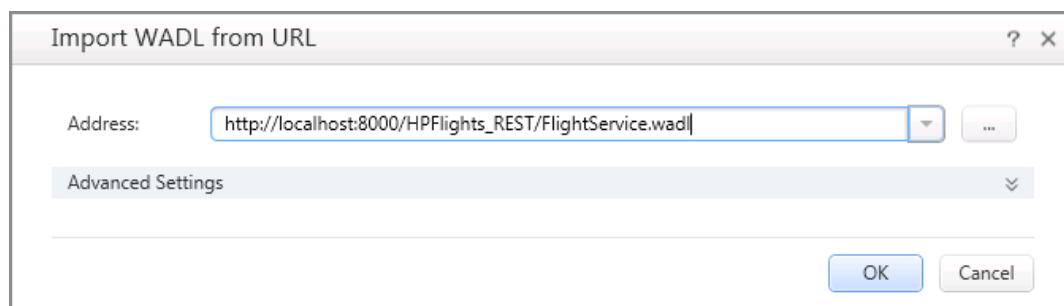 Import WADL from URL ?
Address: http://localhost:8000/HPFlights_REST/FlightService.wadl ...
Advanced Settings
OK Cancel